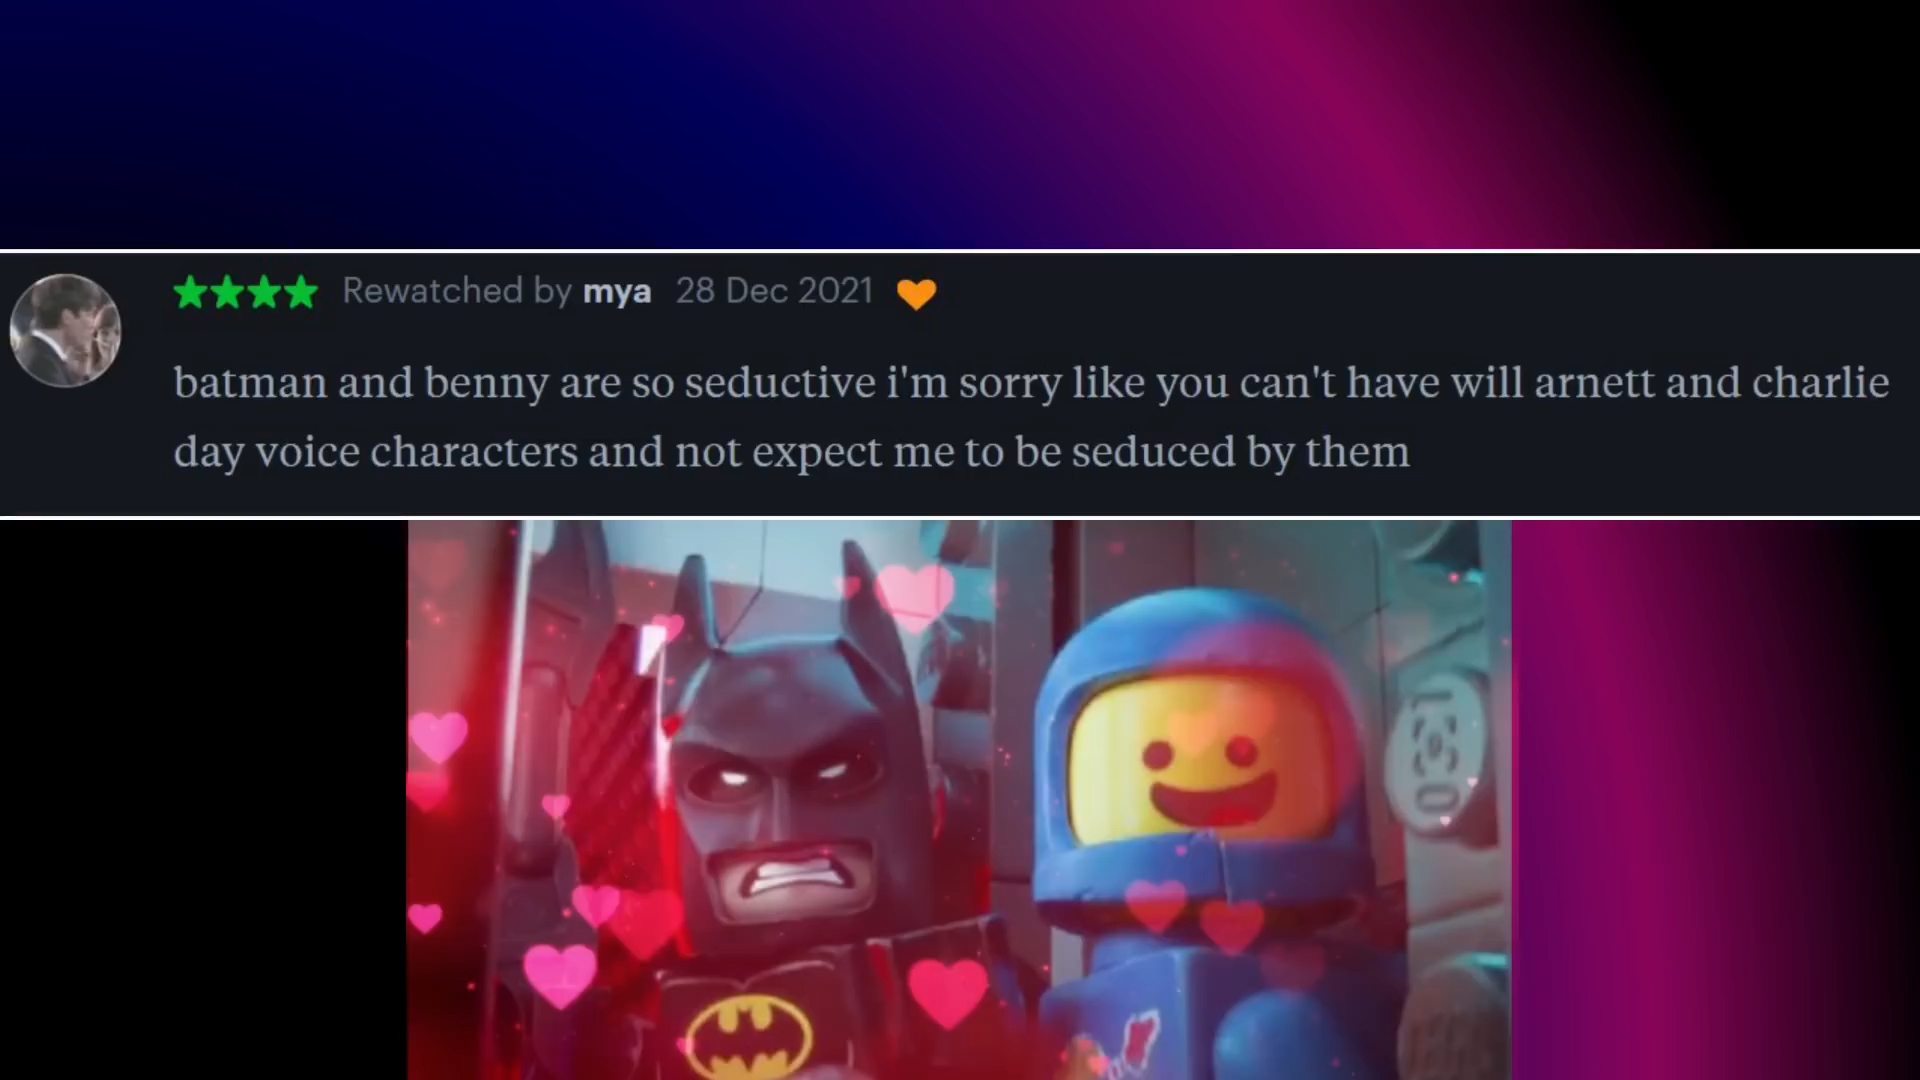 Rewatched by mya 28 Dec 2021
batman and benny are so seductive i'm sorry like you can't have will arnett and charlie
day voice characters and not expect me to be seduced by them